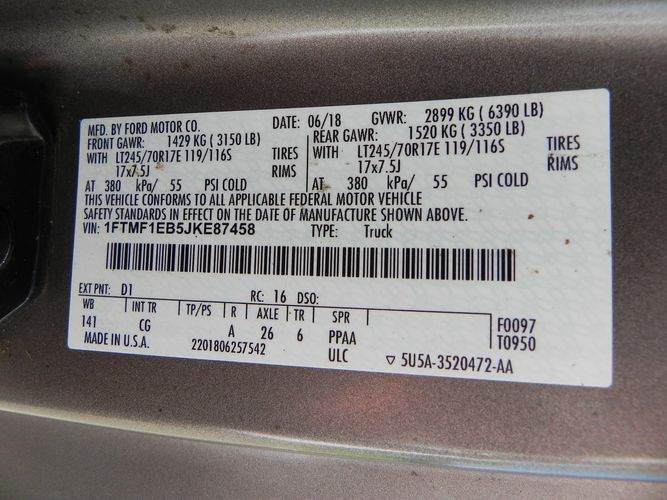 MFD. BY FORD MOTOR CO. DATE: 06/18 GVWR: 2899 KG ( 6390 LB)
FRONT GAWR: 1429 KG ( 3150 LB) REAR GAWR: 1520 KG ( 3350 LB)
WITH LT245/70R17E 119/116S TIRES WITH LT245/70R17E 119/116S TIRES
17x7.5J RIMS 17x7.5J RIMS
AT 380 kPa/ 55 PSI COLD AT 380 kPa/ 55 PSI COLD
THIS VEHICLE CONFORMS TO ALL APPLICABLE FEDERAL MOTOR VEHICLE
SAFETY STANDARDS IN EFFECT ON THE DATE OF MANUFACTURE SHOWN ABOVE.
VIN: 1FTMF1EB5JKE87458 TYPE: Truck
EXT PNT: D1 RC: 16 DSO:
WB INT TR TP/PS R AXLE TR SPR F0097
141 CG A 26 6 PPAA T0950
MADE IN U.S.A. 2201806257542 ULC ▽ 5U5A-3520472-AA